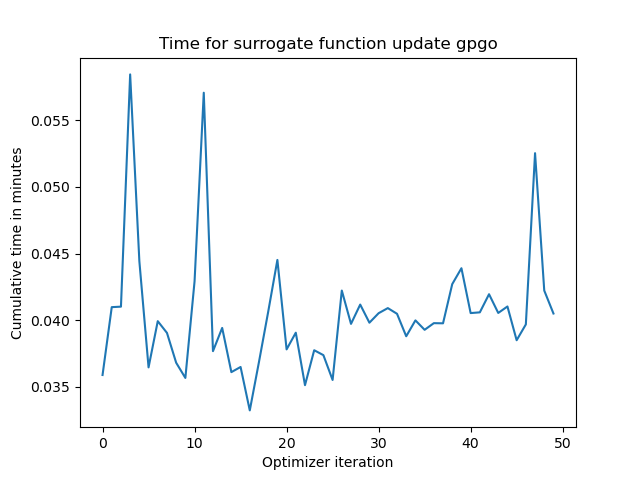 Time for surrogate function update gpgo
Cumulative time in minutes
0.055
0.050
0.045
0.040
0.035
0 10 20 30 40 50
Optimizer iteration